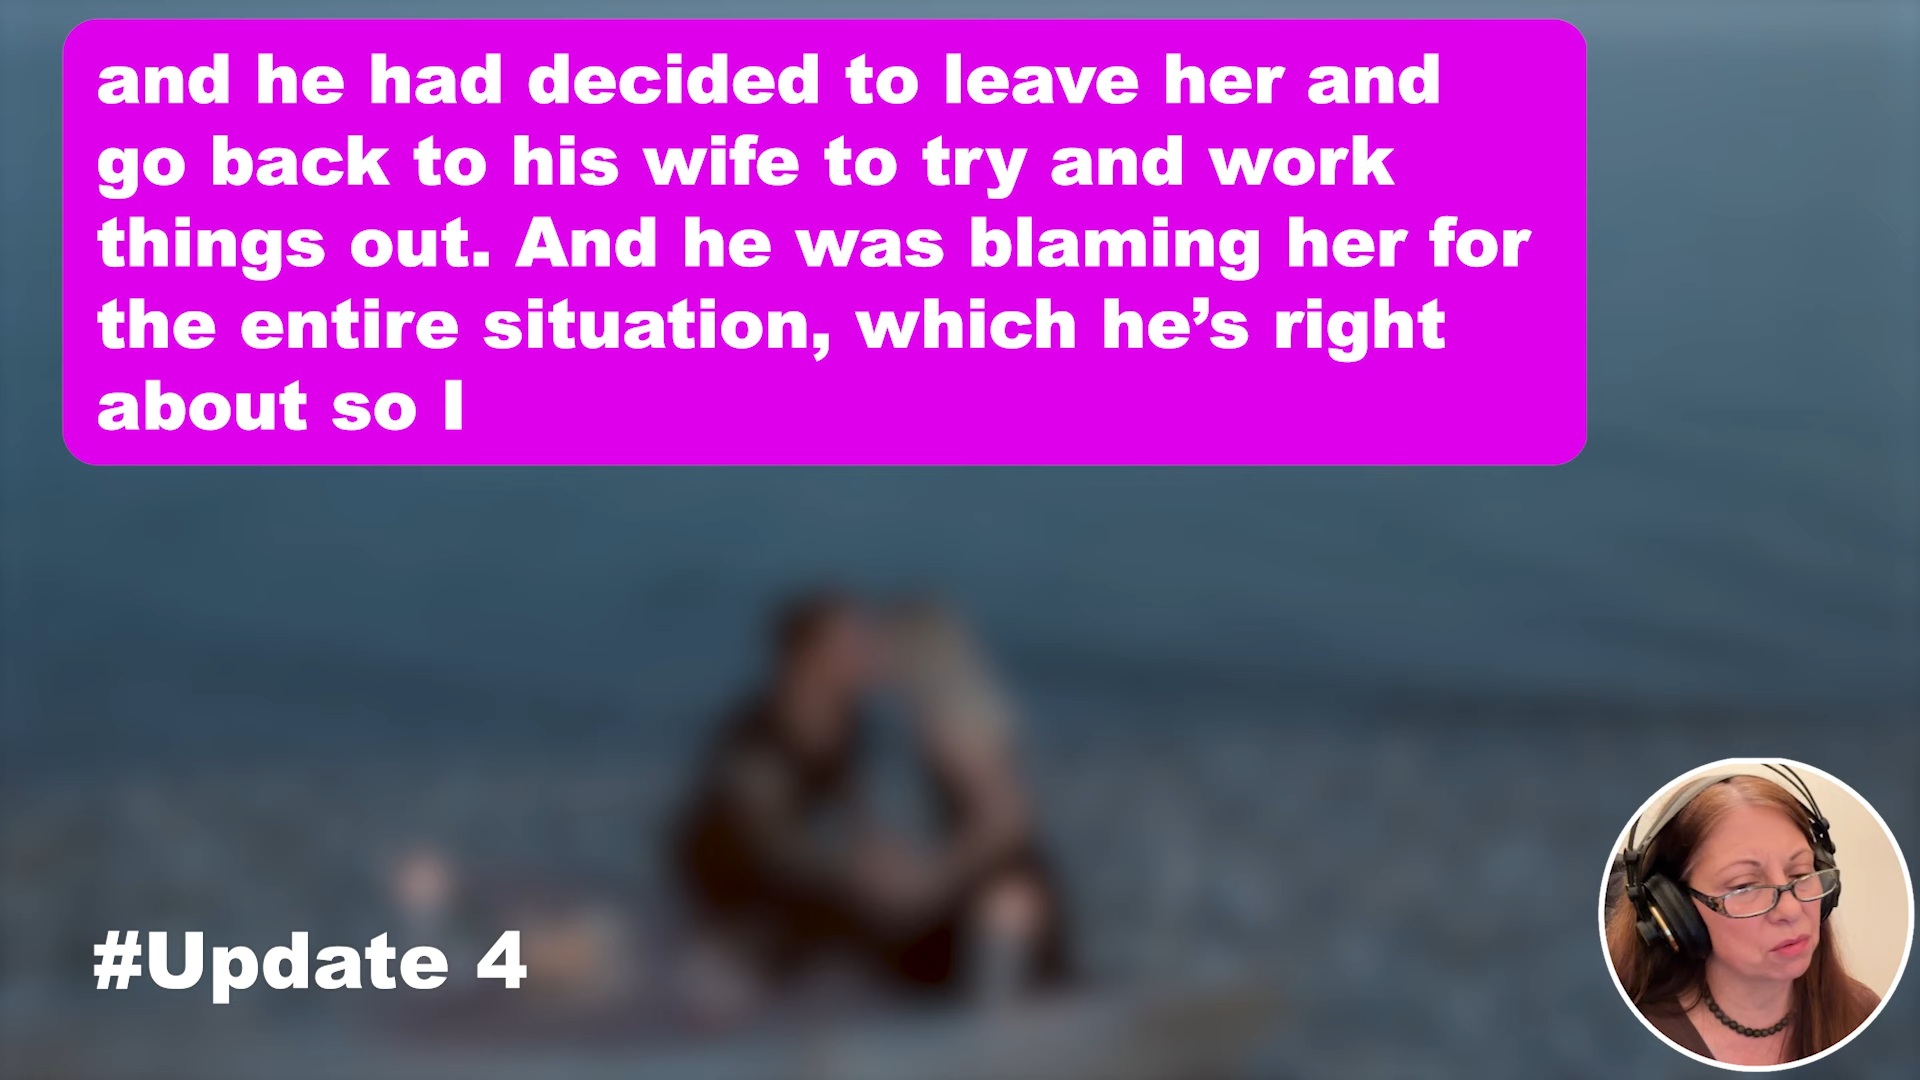 and he had decided to leave her and
go back to his wife to try and work
things out. And he was blaming her for
the entire situation, which he’s right
about so I
#Update 4